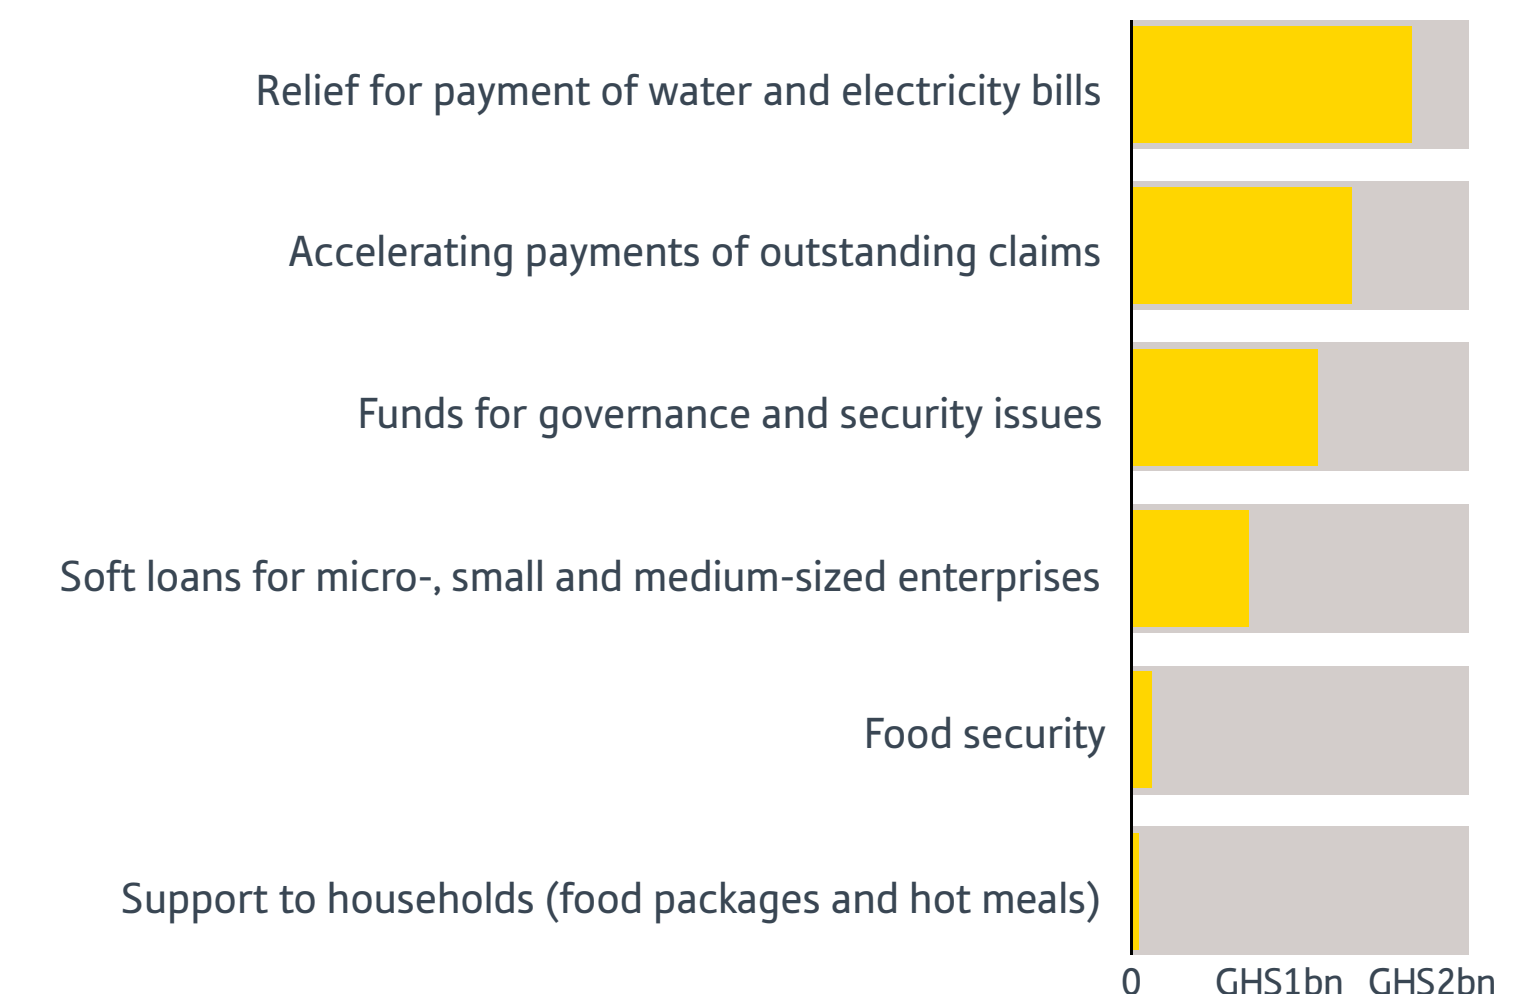 Relief for payment of water and electricity bills
Accelerating payments of outstanding claims
Funds for governance and security issues
Soft loans for micro-, small and medium-sized enterprises
Food security
Support to households (food packages and hot meals)
0 GHS1bn GHS2bn